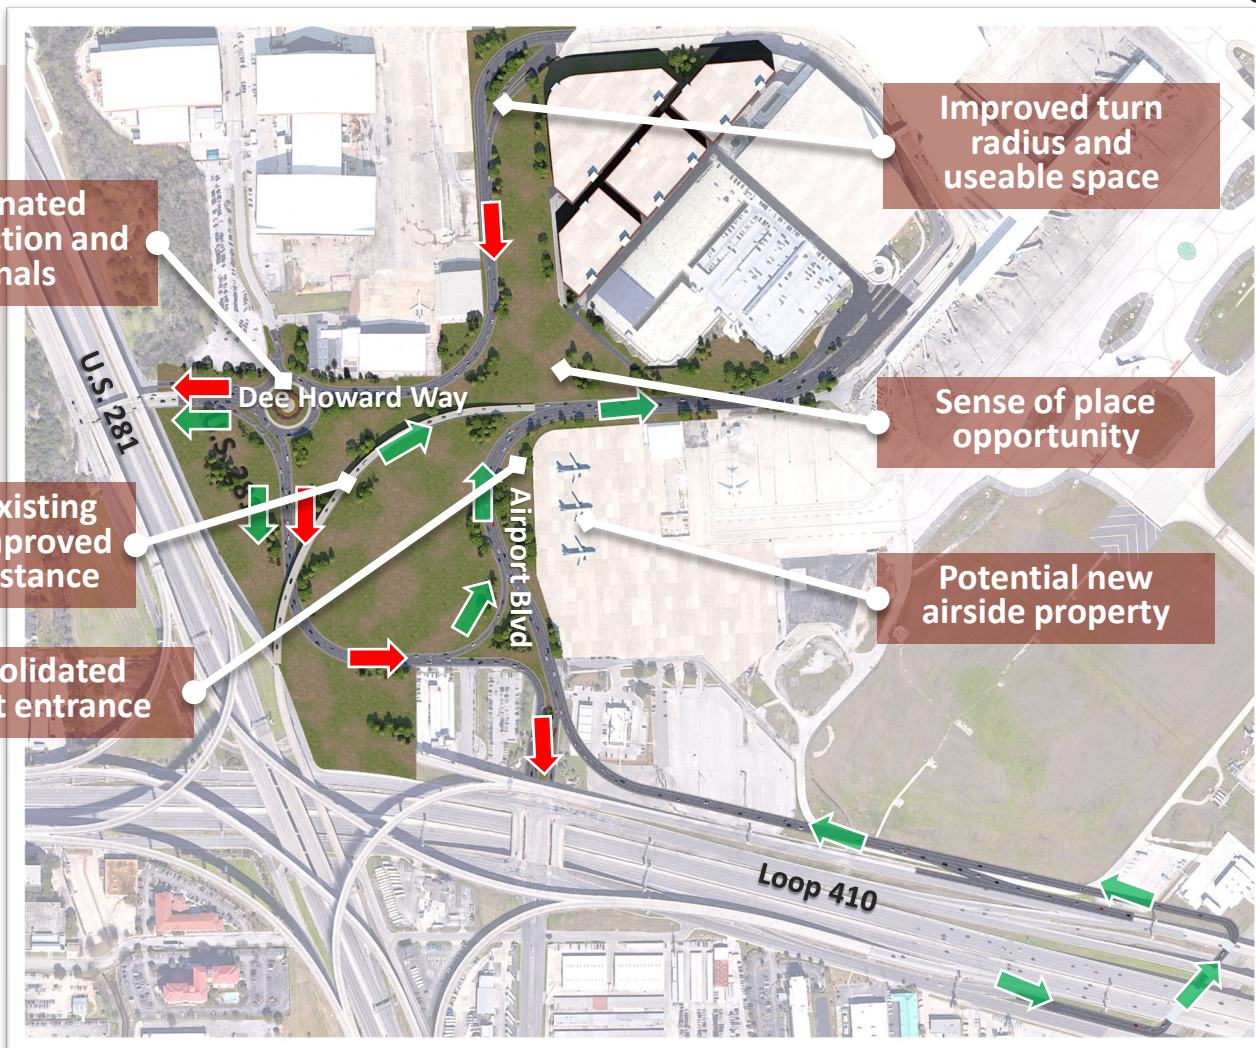 Improved turn
radius and
useable space
nated
tion and
nals
U.S. 281
Dee Howard Way
Sense of place
opportunity
.S. 28
xisting
proved
stance
Airport Blvd
Potential new
airside property
olidated
t entrance
Loop 410